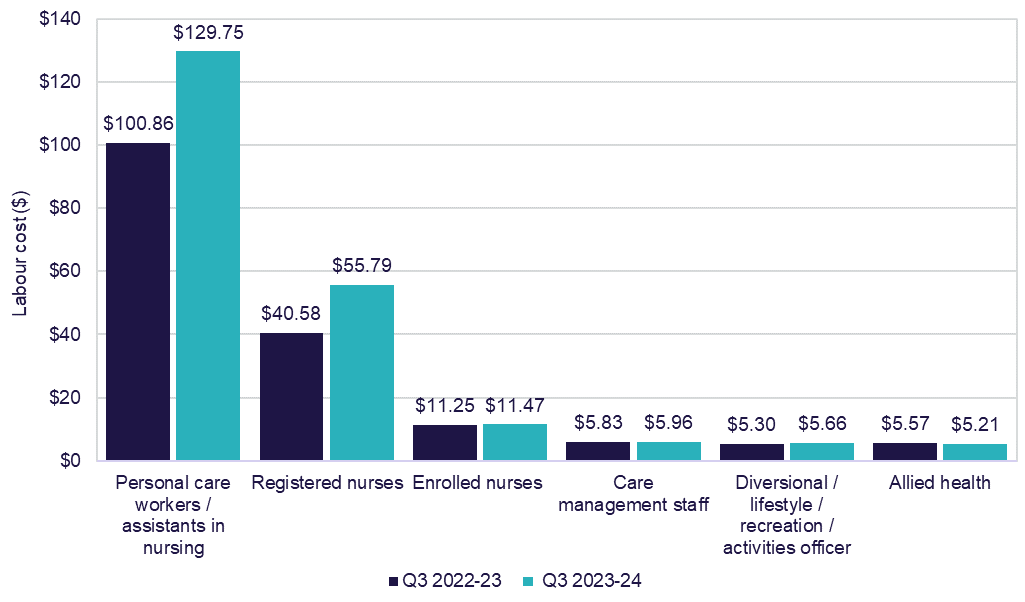 $140
$120
$100
$80
$60
$40
$20
$0
Labour cost ($)
$100.86
$129.75
$40.58
$55.79
$11.25
$11.47
$5.83
$5.96
$5.30
$5.66
$5.57
$5.21
Personal care
workers /
assistants in
nursing
Registered nurses
Enrolled nurses
Care
management staff
Diversional /
lifestyle /
recreation /
activities officer
Allied health
Q3 2022-23
Q3 2023-24